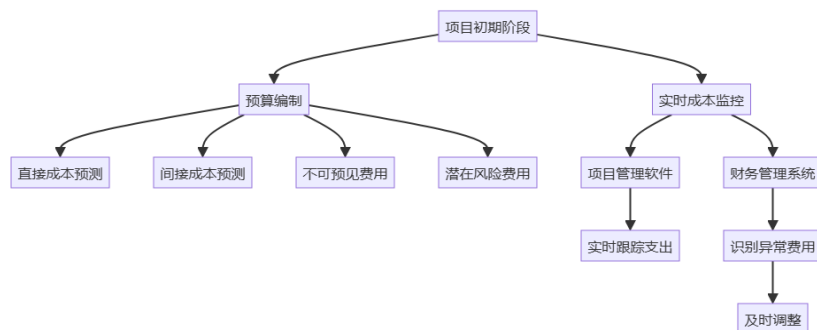 项目初期阶段
预算编制
实时成本监控
直接成本预测
间接成本预测
不可预见费用
潜在风险费用
项目管理软件
财务管理系统
实时跟踪支出
识别异常费用
及时调整